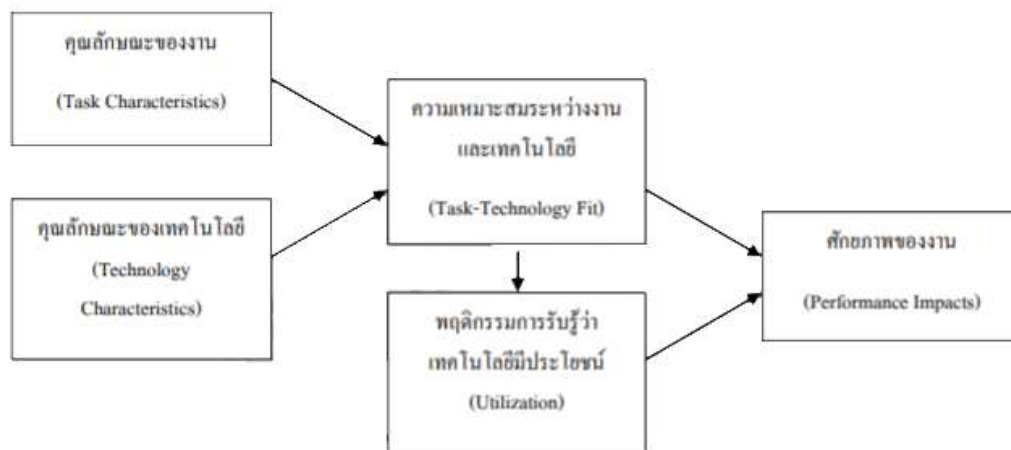 คุณลักษณะของงาน
(Task Characteristics)
คุณลักษณะของเทคโนโลยี
(Technology
Characteristics)
ความเหมาะสมระหว่างงาน
และเทคโนโลยี
(Task-Technology Fit)
พฤติกรรมการรับรู้ว่า
เทคโนโลยีมีประโยชน์
(Utilization)
ศักยภาพของงาน
(Performance Impacts)